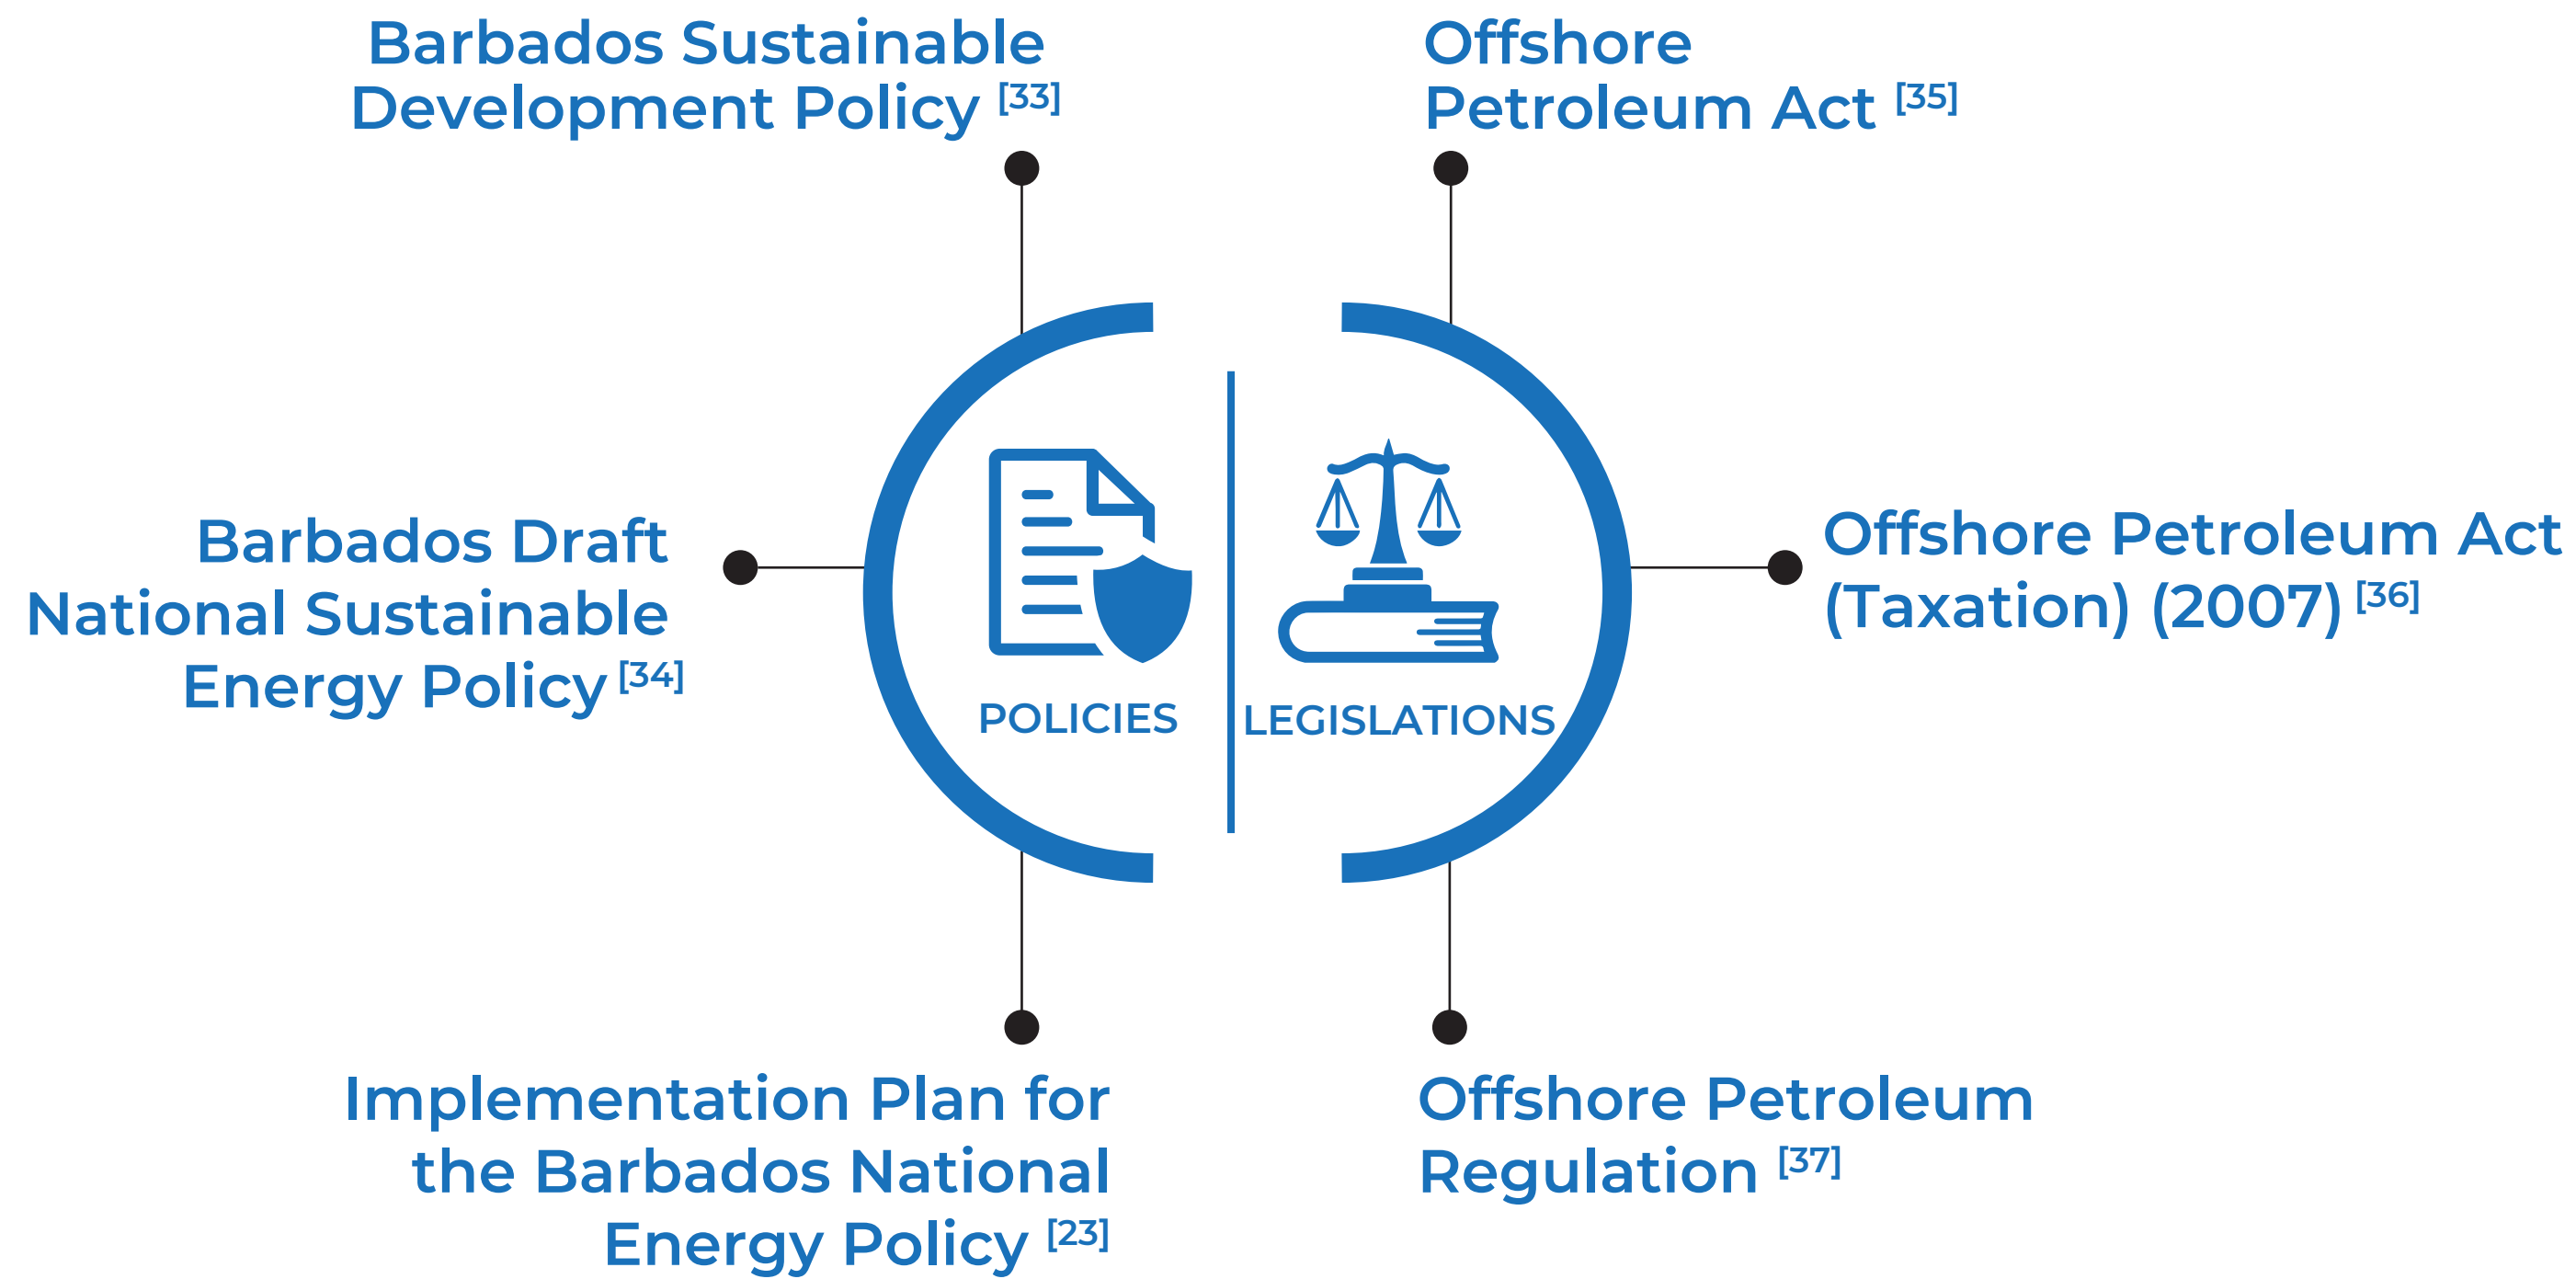 Barbados Sustainable
Development Policy [33]
Offshore
Petroleum Act [35]
Barbados Draft
National Sustainable
Energy Policy [34]
POLICIES
LEGISLATIONS
Offshore Petroleum Act
(Taxation) (2007) [36]
Implementation Plan for
the Barbados National
Energy Policy [23]
Offshore Petroleum
Regulation [37]